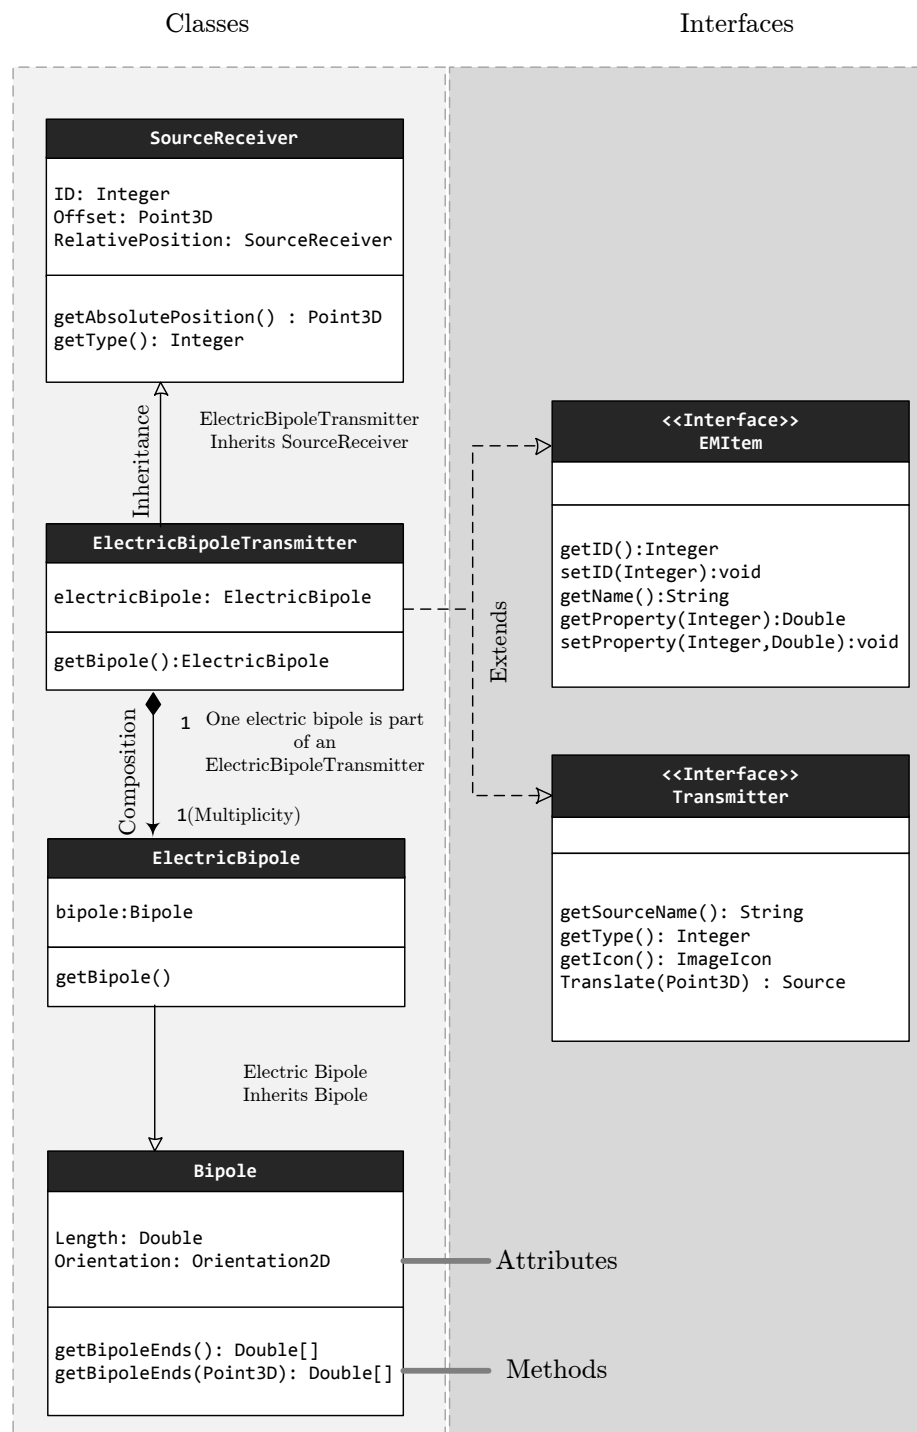 Classes
Interfaces
SourceReceiver
ID: Integer
Offset: Point3D
RelativePosition: SourceReceiver
getAbsolutePosition() : Point3D
getType(): Integer
Inheritance
ElectricBipoleTransmitter
Inherits SourceReceiver
ElectricBipoleTransmitter
electricBipole: ElectricBipole
getBipole():ElectricBipole
Composition
1
One electric bipole is part
of an
ElectricBipoleTransmitter
1(Multiplicity)
ElectricBipole
bipole:Bipole
getBipole()
Electric Bipole
Inherits Bipole
Bipole
Length: Double
Orientation: Orientation2D
getBipoleEnds(): Double[]
getBipoleEnds(Point3D): Double[]
Attributes
Methods
Extends
<<Interface>>
EMItem
getID():Integer
setID(Integer):void
getName():String
getProperty(Integer):Double
setProperty(Integer,Double):void
<<Interface>>
Transmitter
getSourceName(): String
getType(): Integer
getIcon(): ImageIcon
Translate(Point3D) : Source